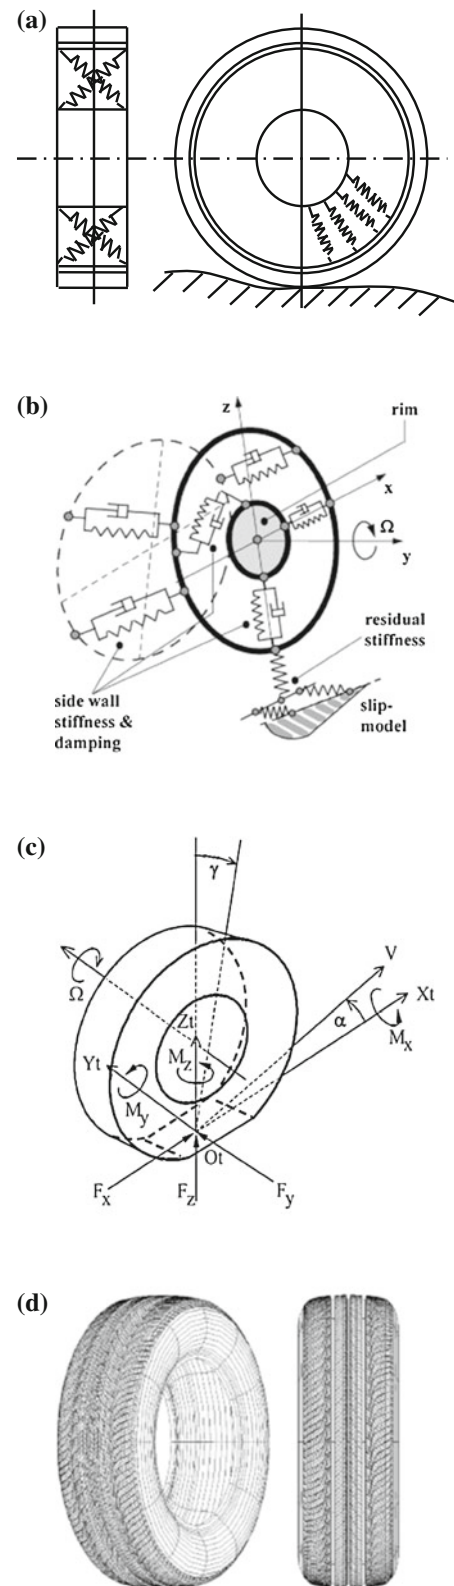 (a)
(b)
z
rim
x
Ω
y
residual
stiffness
side wall
stiffness &
damping
slip-
model
(c)
γ
V
Ω
Zt
Xt
α
Yt
Mz
Mx
My
Ot
Fx
Fz
Fy
(d)